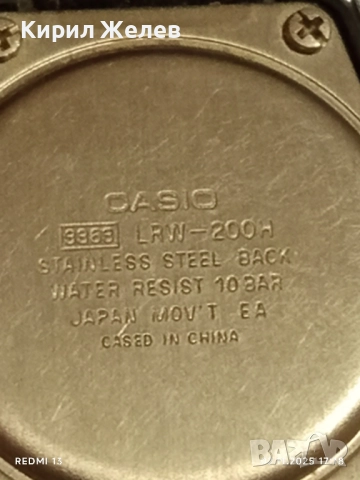 Кирил Желев
CASIO
3363 LRW-200H
STAINLESS STEEL BACK
WATER RESIST 10 BAR
JAPAN MOV'T EA
CASED IN CHINA
REDMI 13
bazar